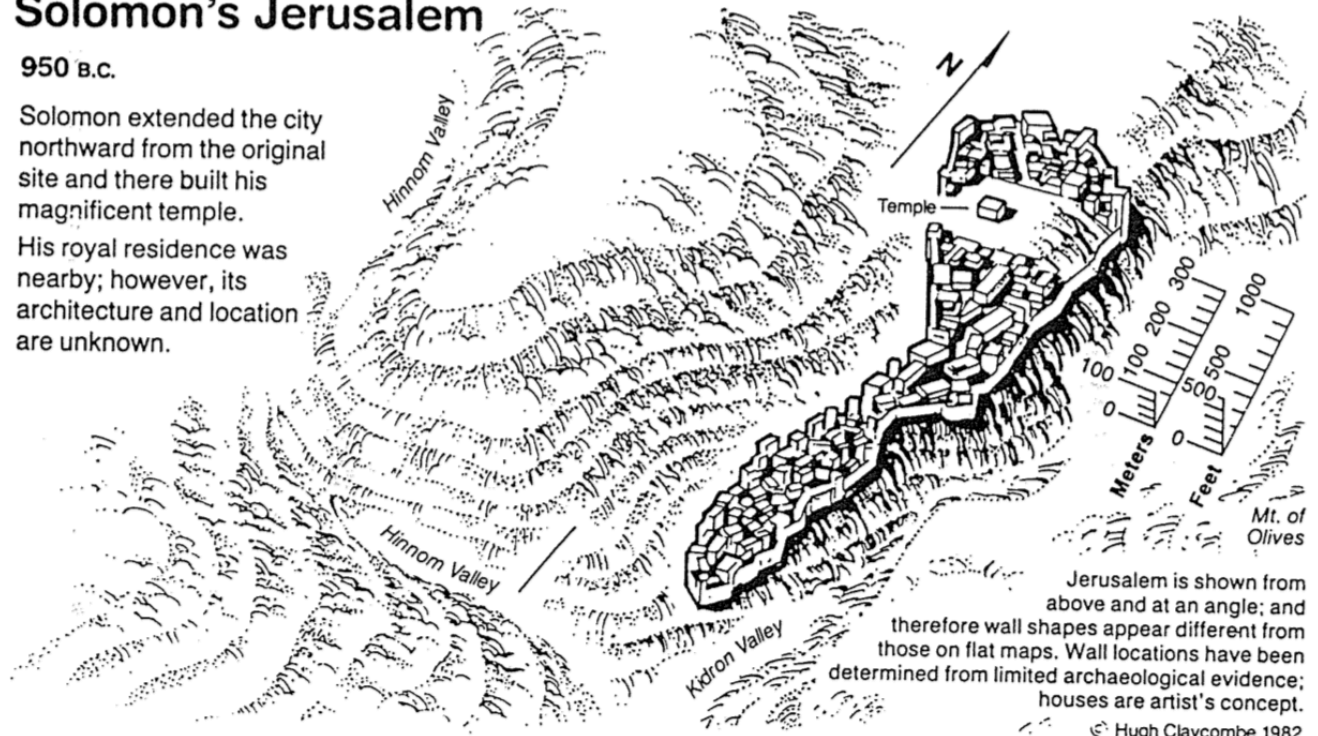 Solomon's Jerusalem
950 B.C.
Solomon extended the city
northward from the original
site and there built his
magnificent temple.
His royal residence was
nearby; however, its
architecture and location
are unknown.
Hinnom Valley
N
Temple
300
200
100
100
0
Meters
1000
500
500
0
Feet
Mt. of
Olives
Hinnom Valley
Kidron Valley
Jerusalem is shown from
above and at an angle; and
therefore wall shapes appear different from
those on flat maps. Wall locations have been
determined from limited archaeological evidence;
houses are artist's concept.
© Hugh Claycombe 1982